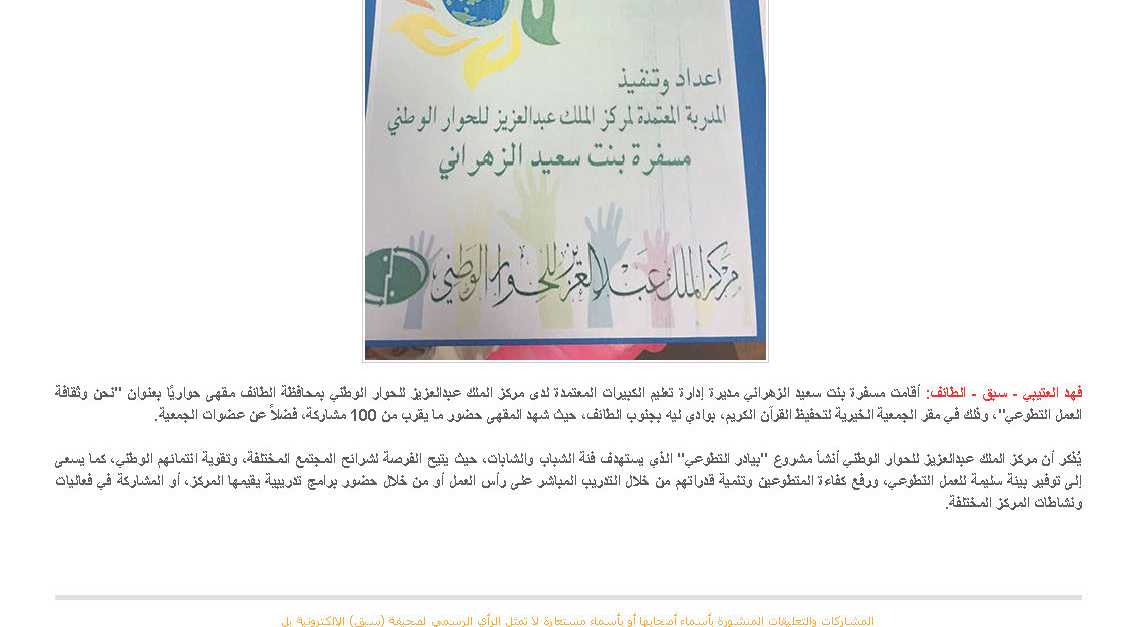 اعداد وتنفيذ
المدربة المعتمدة لمركز الملك عبدالعزيز للحوار الوطني
مسفرة بنت سعيد الزهراني
مركز الملك عبدالعزيز للحوار الوطني
فهد العتيبي - سبق - الطائف: أقامت مسفرة بنت سعيد الزهراني مديرة إدارة تعليم الكبيرات المعتمدة لدى مركز الملك عبدالعزيز للحوار الوطني بمحافظة الطائف مقهى حواريًا بعنوان "نحن وثقافة
العمل التطوعي"، وذلك في مقر الجمعية الخيرية لتحفيظ القرآن الكريم، بوادي ليه بجنوب الطائف، حيث شهد المقهى حضور ما يقرب من 100 مشاركة، فضلاً عن عضوات الجمعية.
يُذكر أن مركز الملك عبدالعزيز للحوار الوطني أنشأ مشروع "بيادر التطوعي" الذي يستهدف فئة الشباب والشابات، حيث يتيح الفرصة لشرائح المجتمع المختلفة، وتقوية انتمائهم الوطني، كما يسعى
إلى توفير بيئة سليمة للعمل التطوعي، ورفع كفاءة المتطوعين وتنمية قدراتهم من خلال التدريب المباشر على رأس العمل أو من خلال حضور برامج تدريبية يقيمها المركز، أو المشاركة في فعاليات
ونشاطات المركز المختلفة.
المشاركات والتعليقات المنشورة بأسماء أصحابها أو بأسماء مستعارة لا تمثل الرأي الرسمي لصحيفة (سبق) الإلكترونية بل